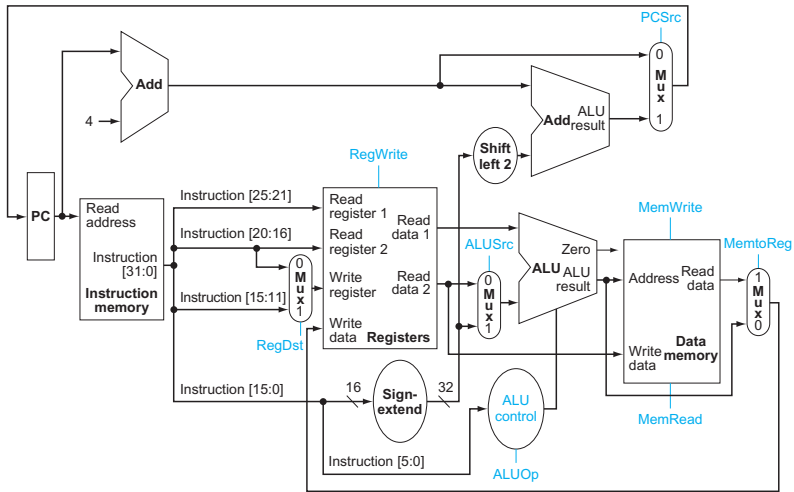 PCSrc
Add
4
0
M
u
x
1
Add
ALU
result
Shift
left 2
RegWrite
PC
Read
address
Instruction
[31:0]
Instruction
memory
Instruction [25:21]
Instruction [20:16]
Instruction [15:11]
Instruction [15:0]
Instruction [5:0]
0
M
u
x
1
RegDst
Read
register 1
Read
register 2
Write
register
Write
data
Read
data 1
Read
data 2
Registers
16
Sign-
extend
32
ALUSrc
0
M
u
x
1
Zero
ALU
ALU
result
ALU
control
ALUOp
MemWrite
Address
Read
data
Write
data
Data
memory
MemRead
MemtoReg
1
M
u
x
0